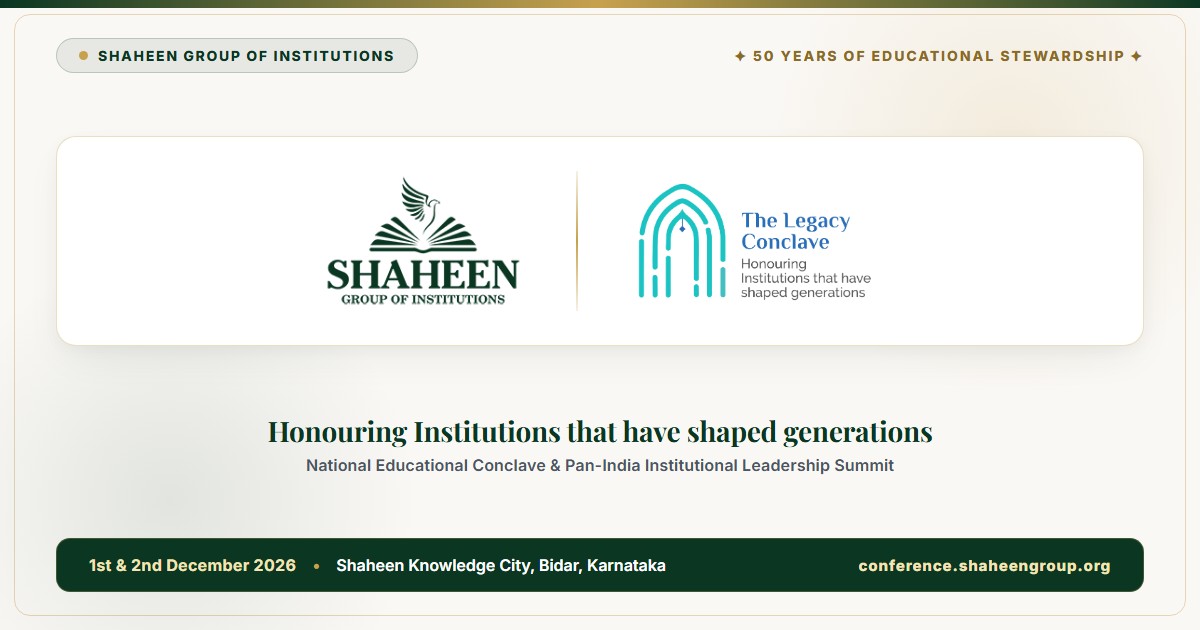 SHAHEEN GROUP OF INSTITUTIONS
✦ 50 YEARS OF EDUCATIONAL STEWARDSHIP ✦
SHAHEEN
GROUP OF INSTITUTIONS
The Legacy
Conclave
Honouring
Institutions that have
shaped generations
Honouring Institutions that have shaped generations
National Educational Conclave & Pan-India Institutional Leadership Summit
1st & 2nd December 2026 • Shaheen Knowledge City, Bidar, Karnataka
conference.shaheengroup.org